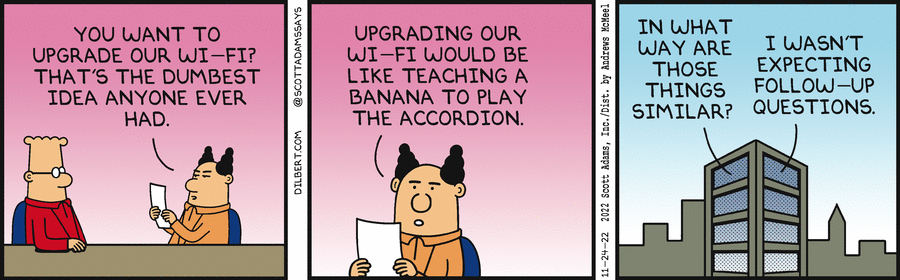 YOU WANT TO
UPGRADE OUR WI–FI?
THAT'S THE DUMBEST
IDEA ANYONE EVER
HAD.
DILBERT.COM @SCOTTADAMSSAYS
UPGRADING OUR
WI–FI WOULD BE
LIKE TEACHING A
BANANA TO PLAY
THE ACCORDION.
11-24-22 2022 Scott Adams, Inc./Dist. by Andrews McMeel
IN WHAT
WAY ARE
THOSE
THINGS
SIMILAR?
I WASN'T
EXPECTING
FOLLOW–UP
QUESTIONS.